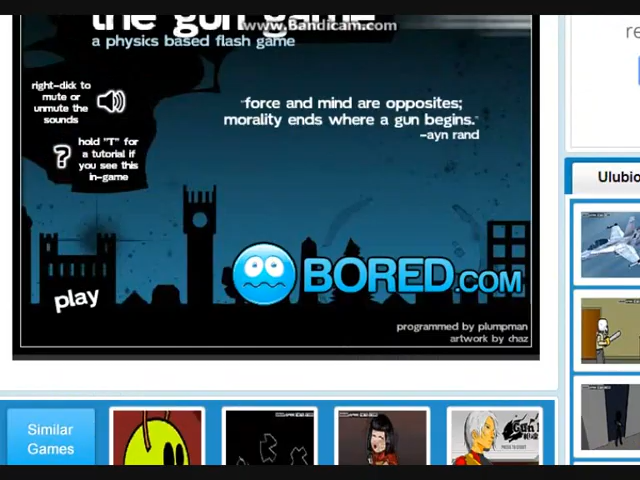 the gun game
www.Bandicam.com
a physics based flash game
right-click to
mute or
unmute the
sounds
"force and mind are opposites;
morality ends where a gun begins."
-ayn rand
hold "T" for
a tutorial if
you see this
in-game
?
BORED.COM
play
programmed by plumpman
artwork by chaz
re
Ulubio
Similar
Games